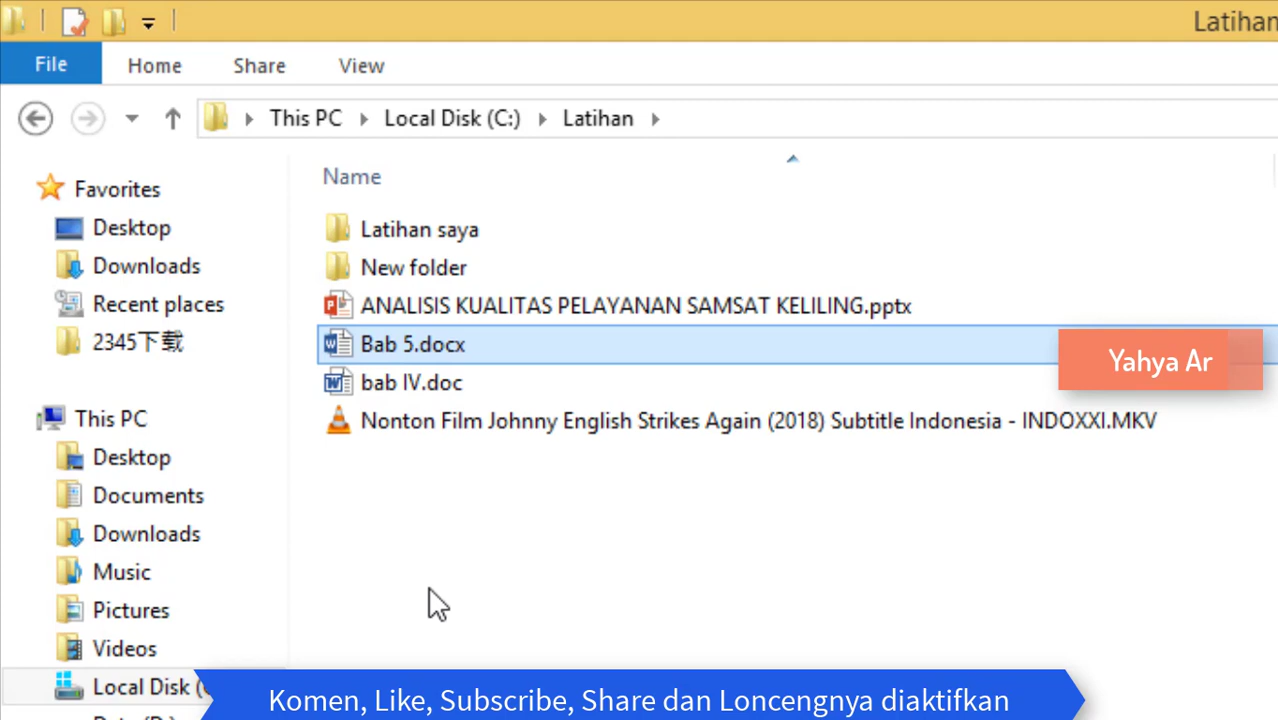 Latihan
File Home Share View
This PC Local Disk (C:) Latihan
Name
Favorites
Desktop
Downloads
Recent places
2345下载
This PC
Desktop
Documents
Downloads
Music
Pictures
Videos
Local Disk (
Latihan saya
New folder
ANALISIS KUALITAS PELAYANAN SAMSAT KELILING.pptx
Bab 5.docx
bab IV.doc
Nonton Film Johnny English Strikes Again (2018) Subtitle Indonesia - INDOXXI.MKV
Yahya Ar
Komen, Like, Subscribe, Share dan Loncengnya diaktifkan